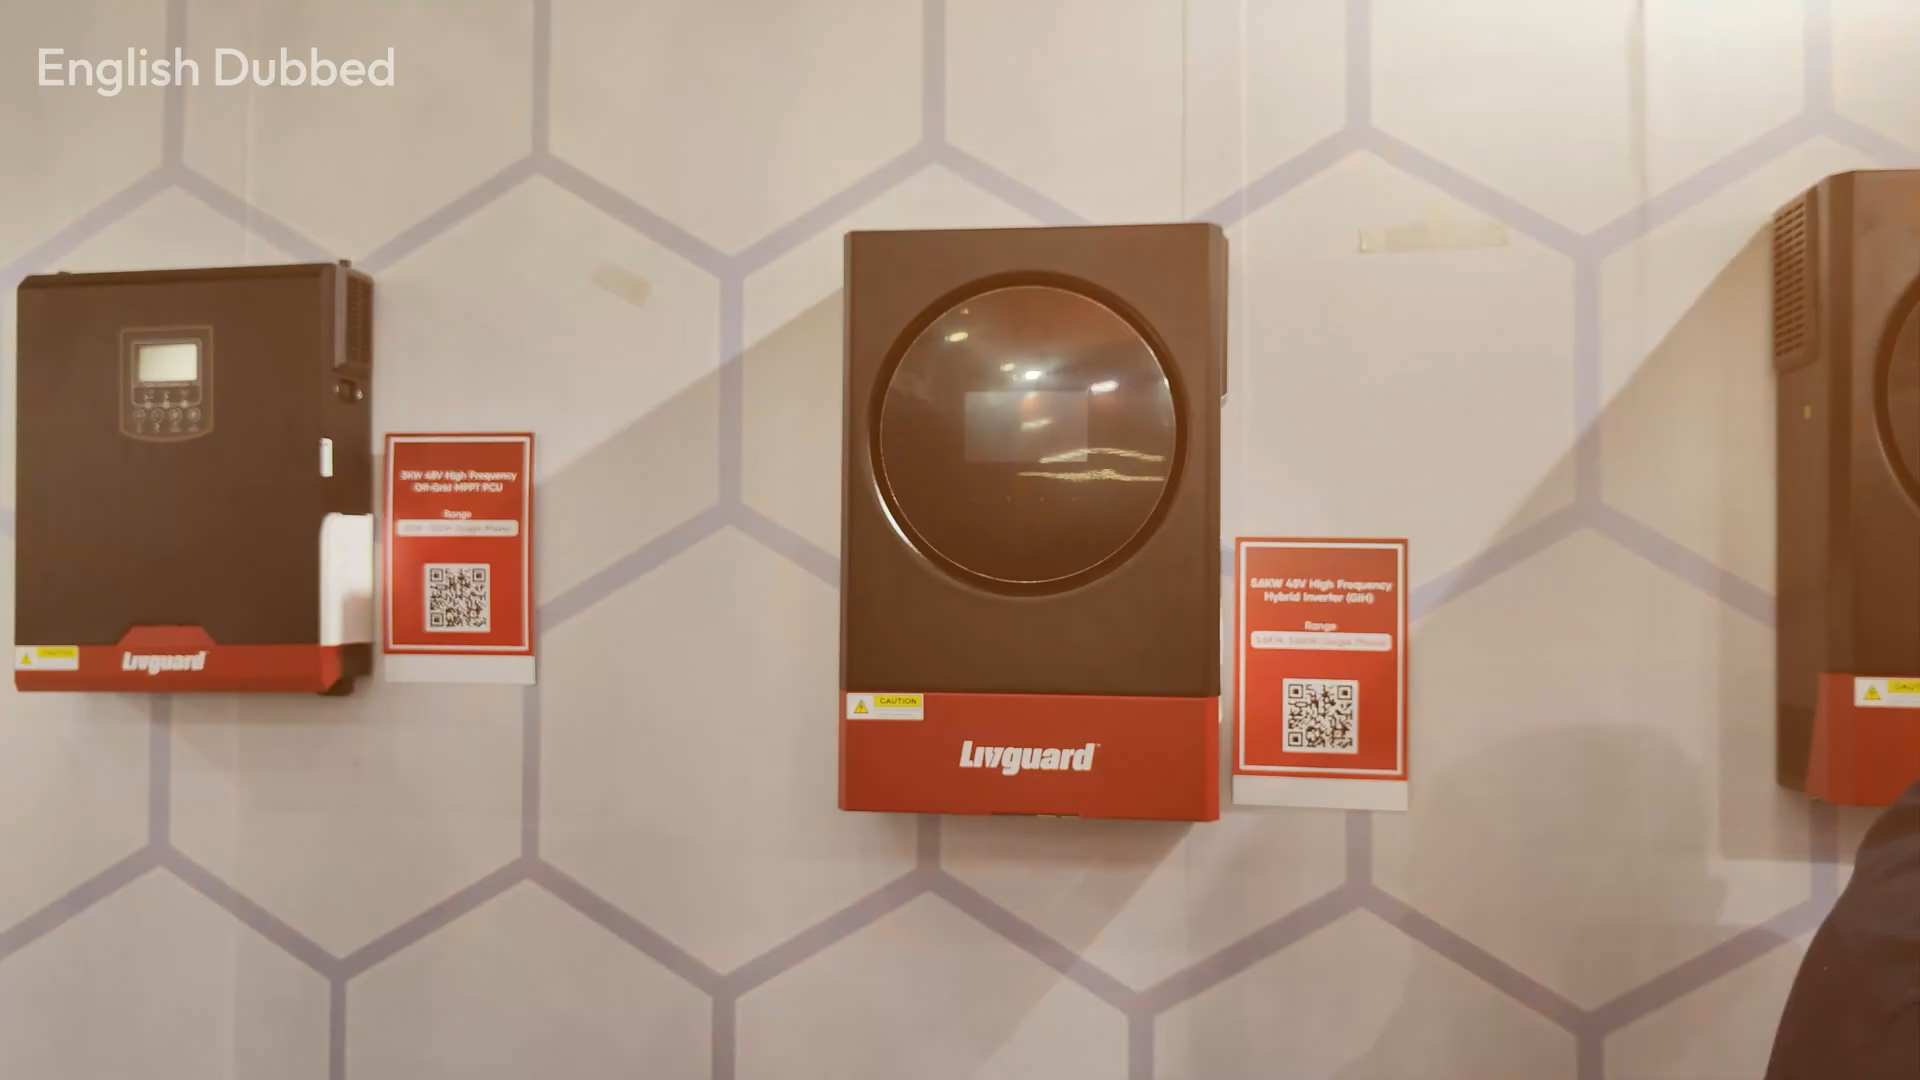 English Dubbed
3KW 48V High Frequency
Off-Grid MPPT PCU
Range
CAUTION
Livguard
5.6KW 48V High Frequency
Hybrid Inverter (GIH)
Range
CAUTION
Livguard